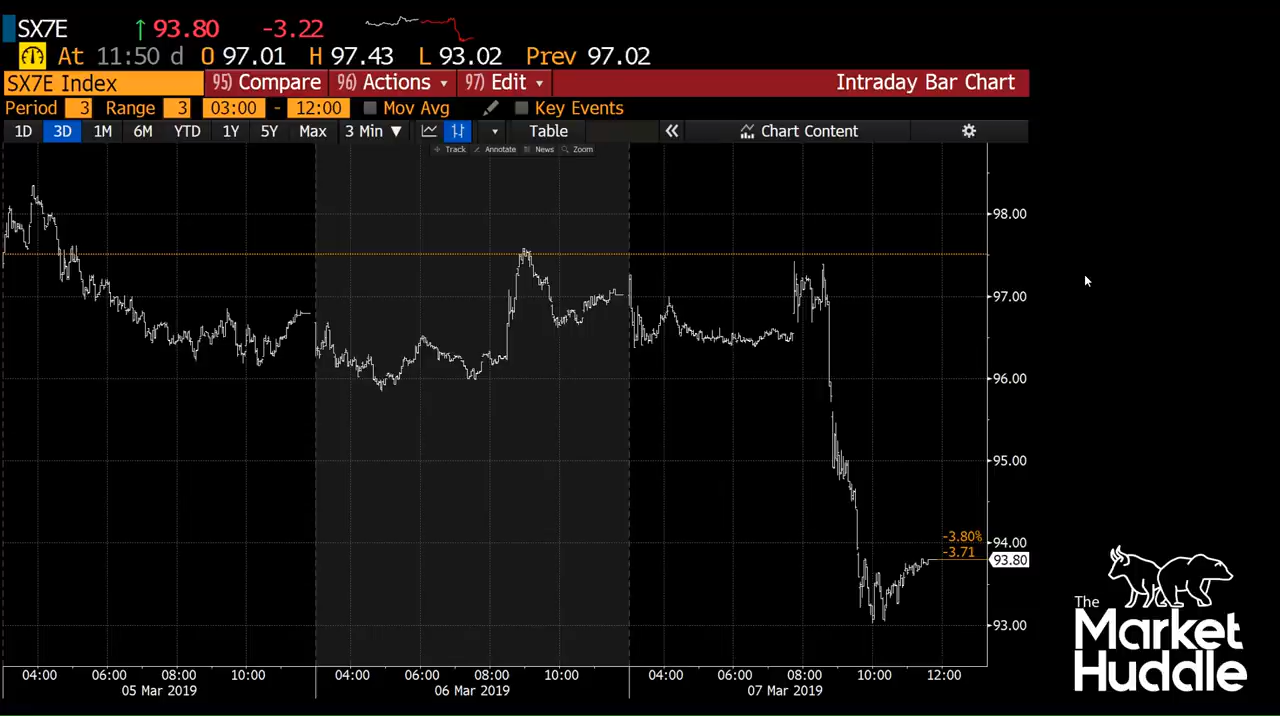 SX7E ↑ 93.80 -3.22
At 11:50 d O 97.01 H 97.43 L 93.02 Prev 97.02
SX7E Index 95) Compare 96) Actions 97) Edit Intraday Bar Chart
Period 3 Range 3 03:00 - 12:00 Mov Avg Key Events
1D 3D 1M 6M YTD 1Y 5Y Max 3 Min ▼ Table « Chart Content
Track Annotate News Zoom
98.00
97.00
96.00
95.00
-3.80% 94.00
-3.71
93.80
93.00
04:00 06:00 08:00 10:00 04:00 06:00 08:00 10:00 04:00 06:00 08:00 10:00 12:00
05 Mar 2019 06 Mar 2019 07 Mar 2019
The
Market
Huddle